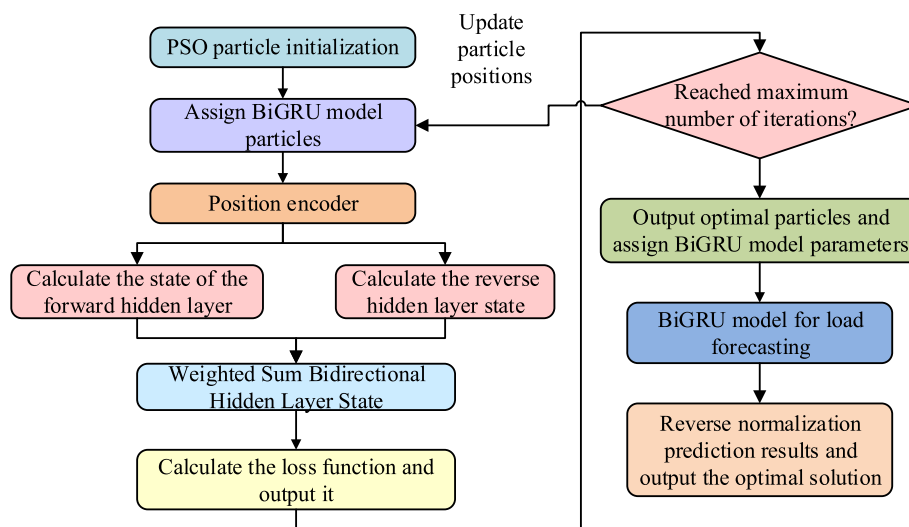 PSO particle initialization
Update
particle
positions
Assign BiGRU model
particles
Position encoder
Calculate the state of the
forward hidden layer
Calculate the reverse
hidden layer state
Weighted Sum Bidirectional
Hidden Layer State
Calculate the loss function and
output it
Reached maximum
number of iterations?
Output optimal particles and
assign BiGRU model parameters
BiGRU model for load
forecasting
Reverse normalization
prediction results and
output the optimal solution